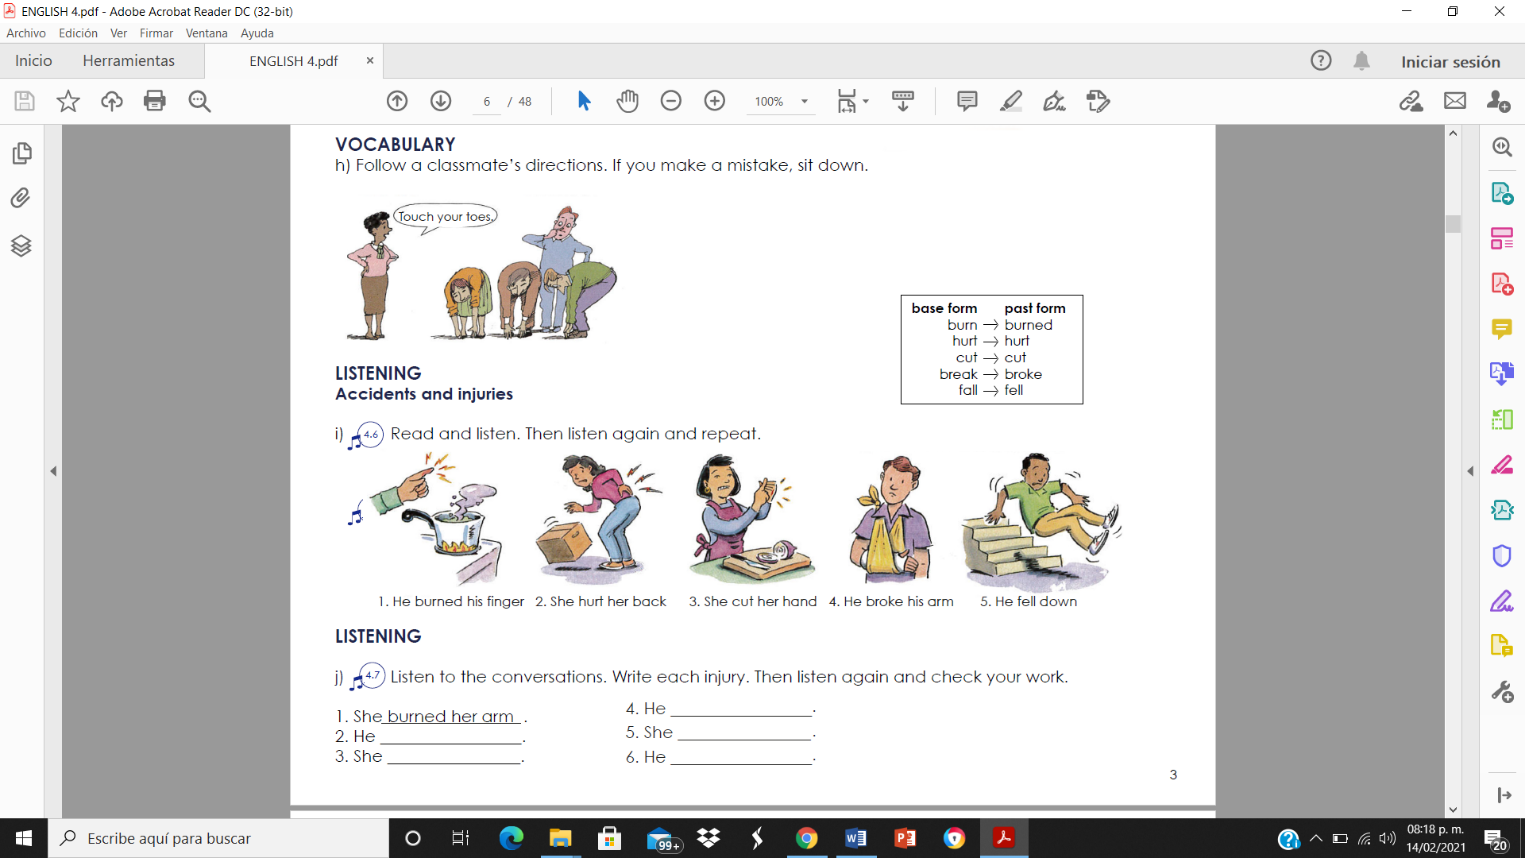 ENGLISH 4.pdf - Adobe Acrobat Reader DC (32-bit)
Archivo Edición Ver Firmar Ventana Ayuda
Inicio Herramientas ENGLISH 4.pdf × Iniciar sesión
6 / 48 100%
VOCABULARY
h) Follow a classmate's directions. If you make a mistake, sit down.
Touch your toes.
base form past form
burn → burned
hurt → hurt
cut → cut
break → broke
fall → fell
LISTENING
Accidents and injuries
i) 4.6 Read and listen. Then listen again and repeat.
1. He burned his finger 2. She hurt her back 3. She cut her hand 4. He broke his arm 5. He fell down
LISTENING
j) 4.7 Listen to the conversations. Write each injury. Then listen again and check your work.
1. She burned her arm .
2. He ________________.
3. She _______________.
4. He ________________.
5. She _______________.
6. He ________________.
3
Escribe aquí para buscar
99+
08:18 p. m.
14/02/2021
20